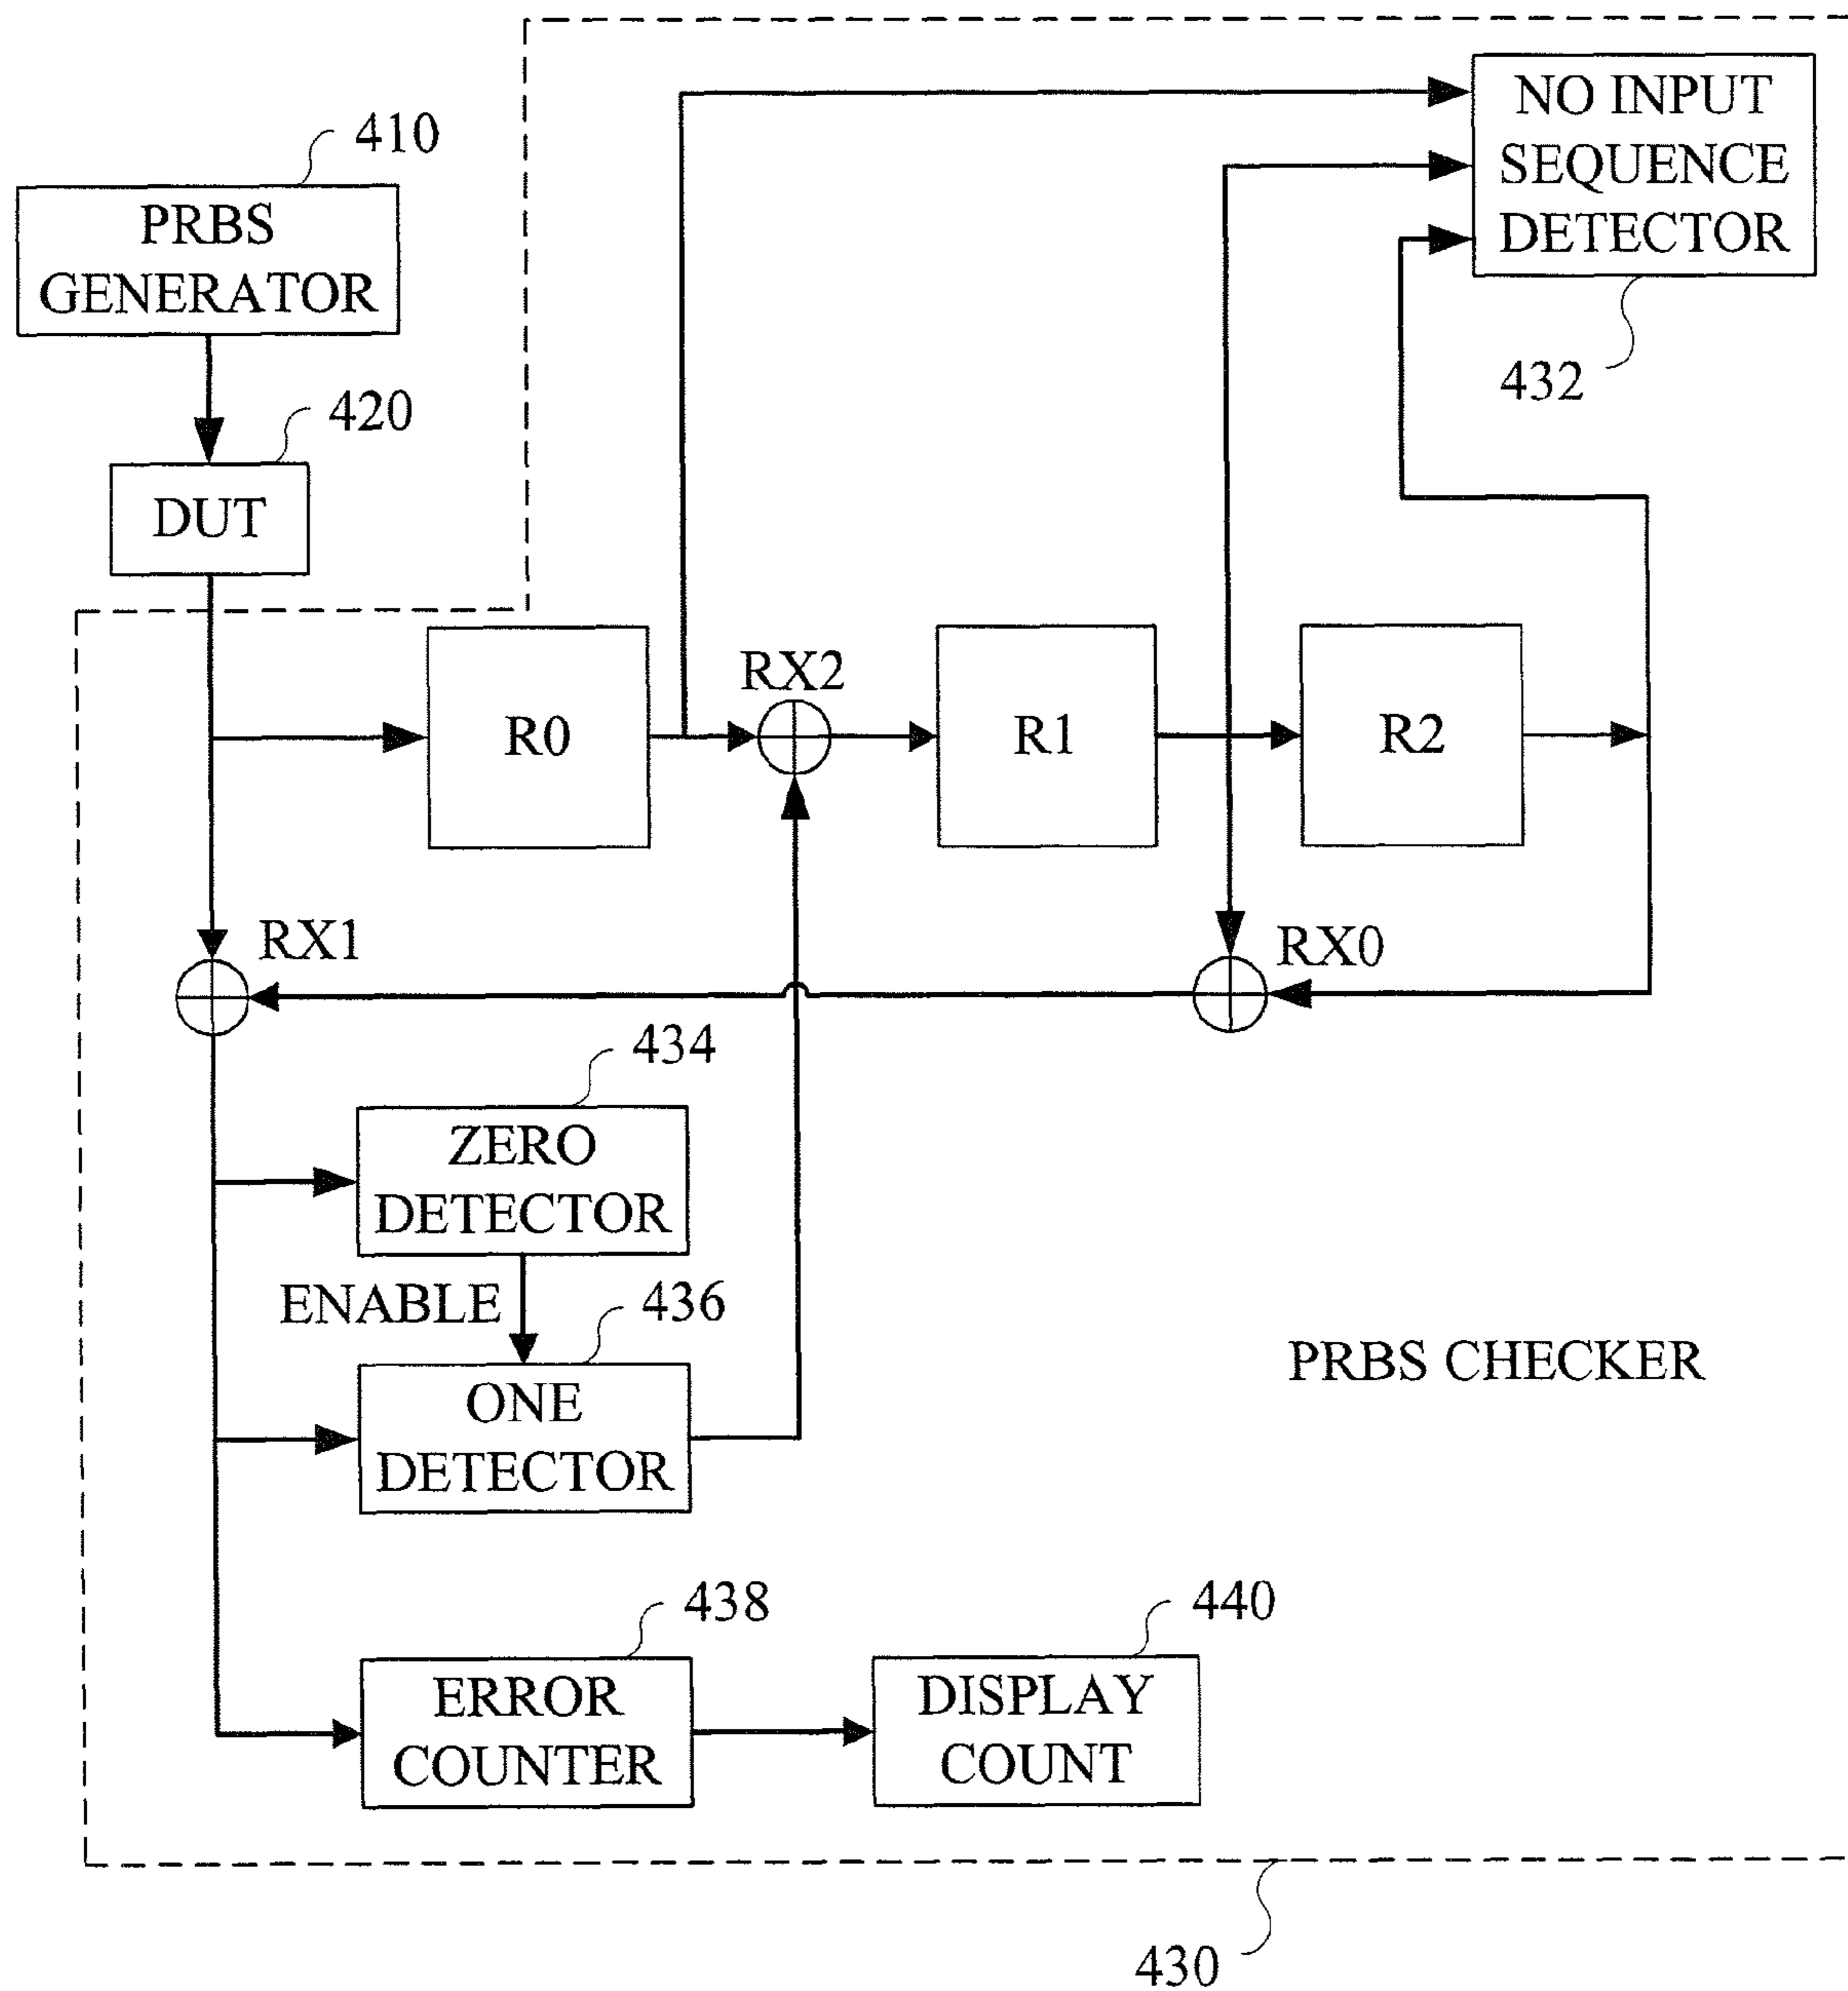 NO INPUT
SEQUENCE
DETECTOR
432
410
PRBS
GENERATOR
420
DUT
R0
RX2
R1
R2
RX1
RX0
434
ZERO
DETECTOR
ENABLE
436
ONE
DETECTOR
PRBS CHECKER
438
ERROR
COUNTER
440
DISPLAY
COUNT
430